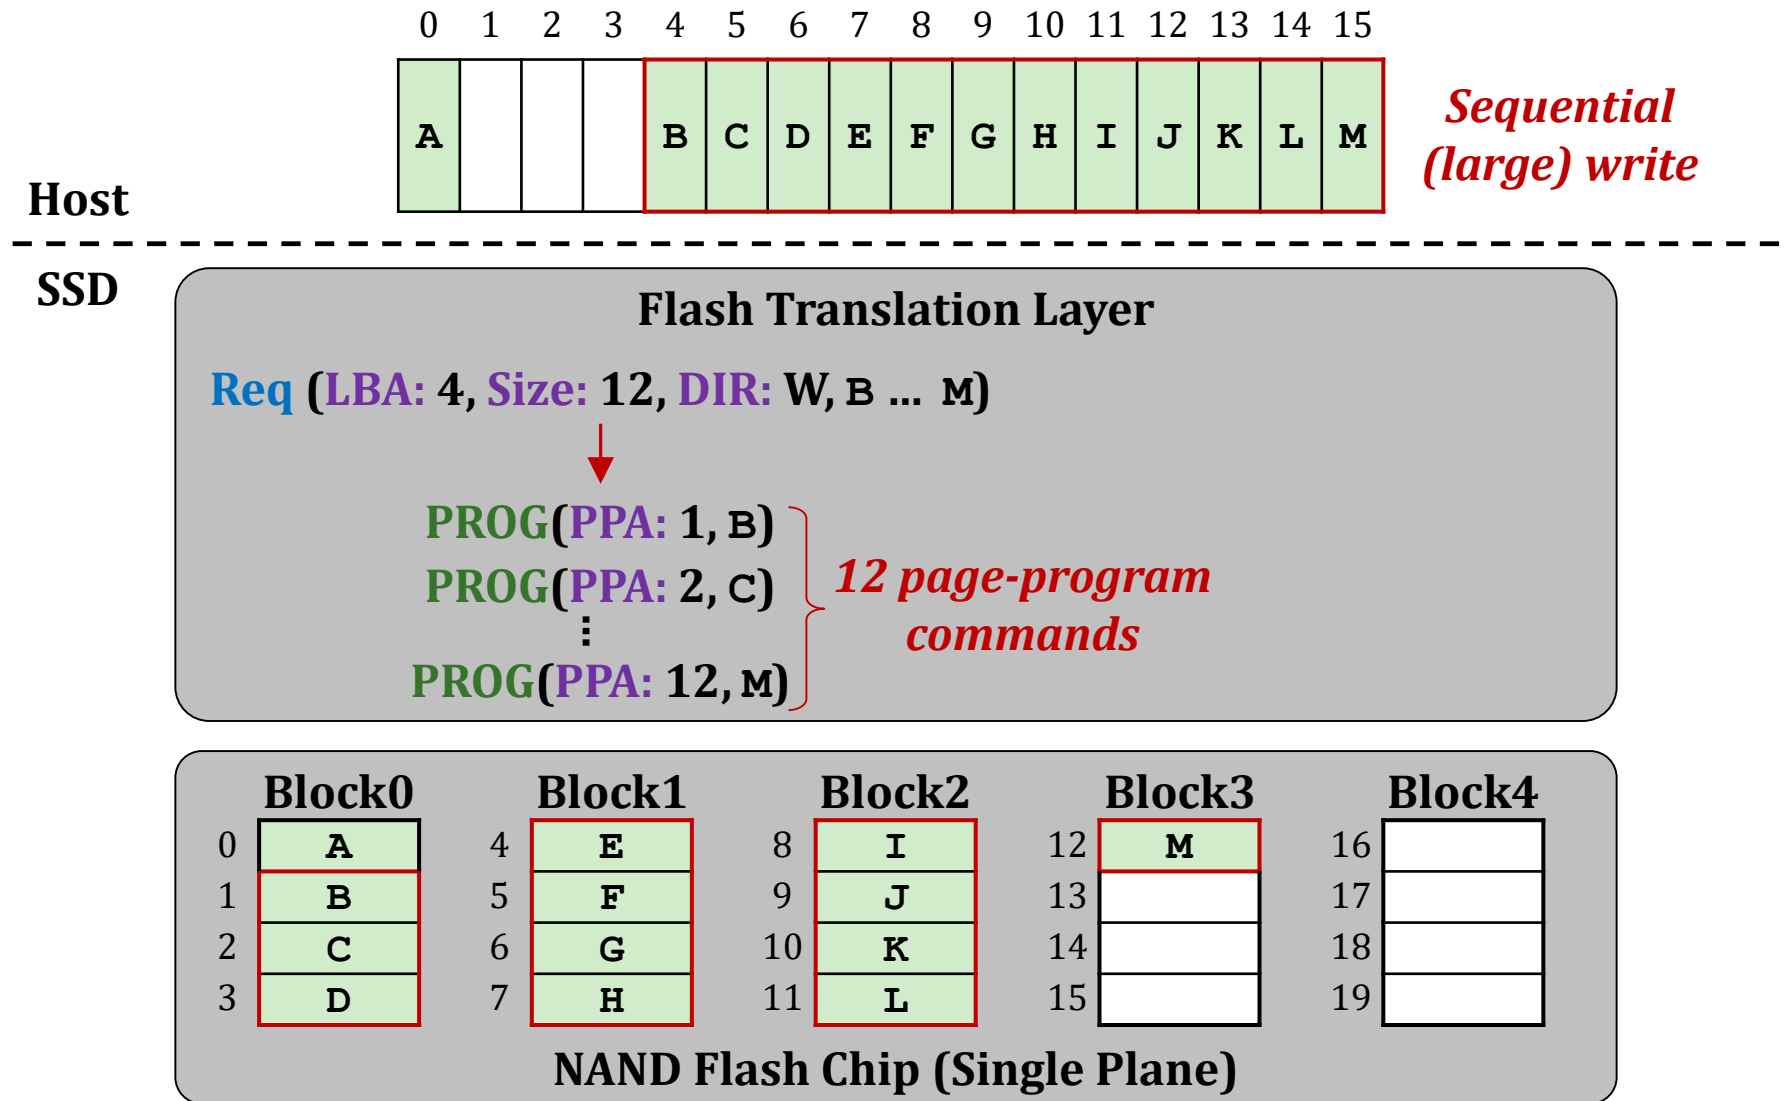 0 1 2 3 4 5 6 7 8 9 10 11 12 13 14 15
A B C D E F G H I J K L M
Sequential
(large) write
Host
SSD
Flash Translation Layer
Req (LBA: 4, Size: 12, DIR: W, B ... M)
PROG(PPA: 1, B)
PROG(PPA: 2, C)
⋮
PROG(PPA: 12, M)
12 page-program
commands
Block0 Block1 Block2 Block3 Block4
0 A 4 E 8 I 12 M 16
1 B 5 F 9 J 13 17
2 C 6 G 10 K 14 18
3 D 7 H 11 L 15 19
NAND Flash Chip (Single Plane)